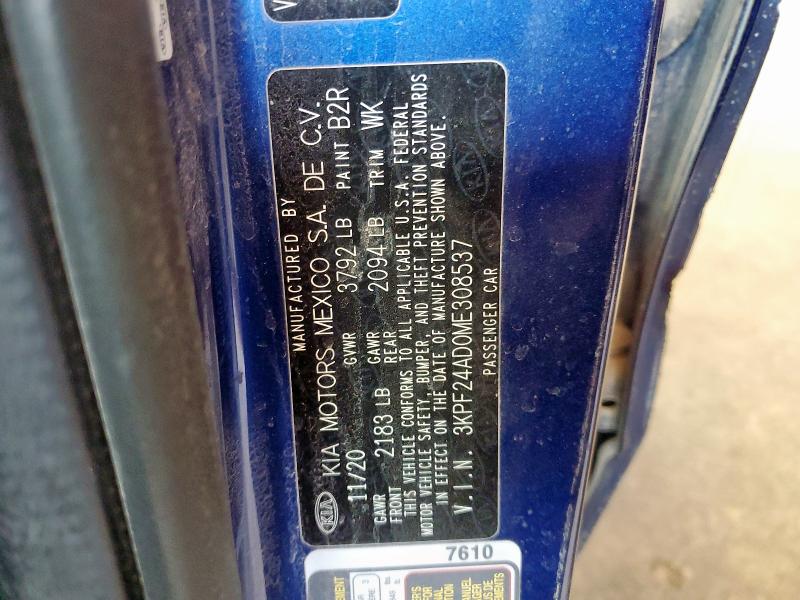 MANUFACTURED BY
KIA KIA MOTORS MEXICO S.A. DE C.V.
11/20 GVWR 3792 LB PAINT B2R
GAWR FRONT 2183 LB GAWR REAR 2094 LB TRIM WK
THIS VEHICLE CONFORMS TO ALL APPLICABLE U.S.A. FEDERAL
MOTOR VEHICLE SAFETY, BUMPER, AND THEFT PREVENTION STANDARDS
IN EFFECT ON THE DATE OF MANUFACTURE SHOWN ABOVE.
V.I.N. 3KPF24AD0ME308537
PASSENGER CAR
7610